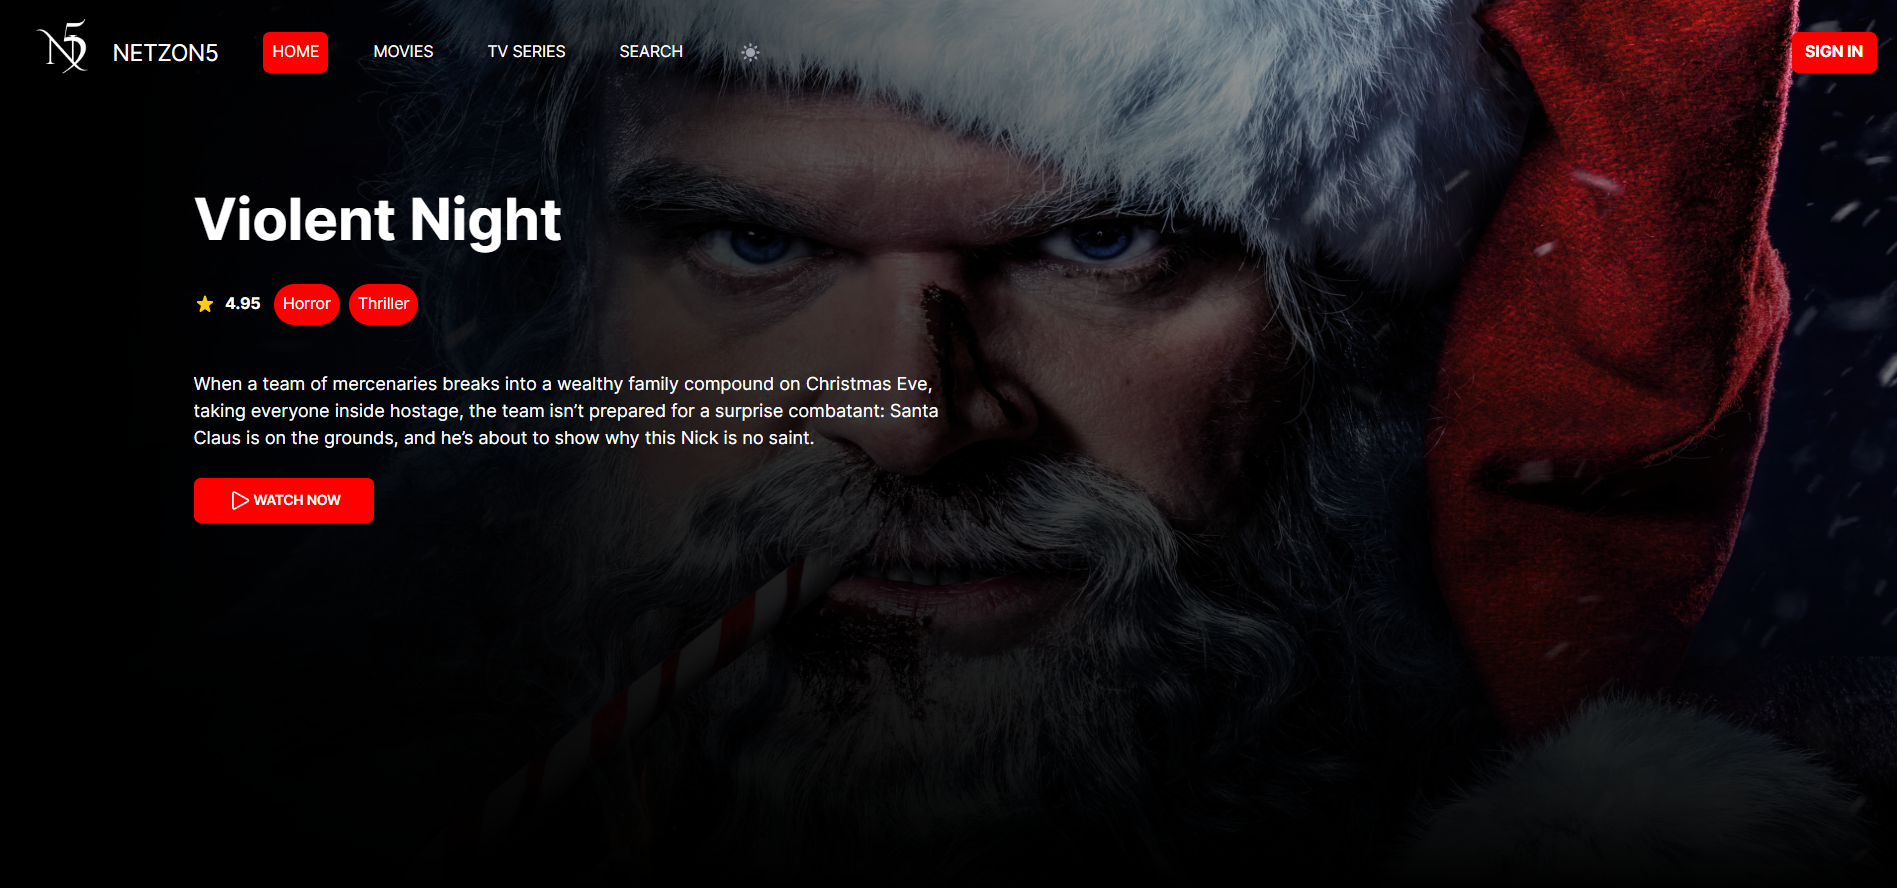 NETZON5
HOME
MOVIES
TV SERIES
SEARCH
SIGN IN
Violent Night
4.95
Horror
Thriller
When a team of mercenaries breaks into a wealthy family compound on Christmas Eve,
taking everyone inside hostage, the team isn’t prepared for a surprise combatant: Santa
Claus is on the grounds, and he’s about to show why this Nick is no saint.
WATCH NOW